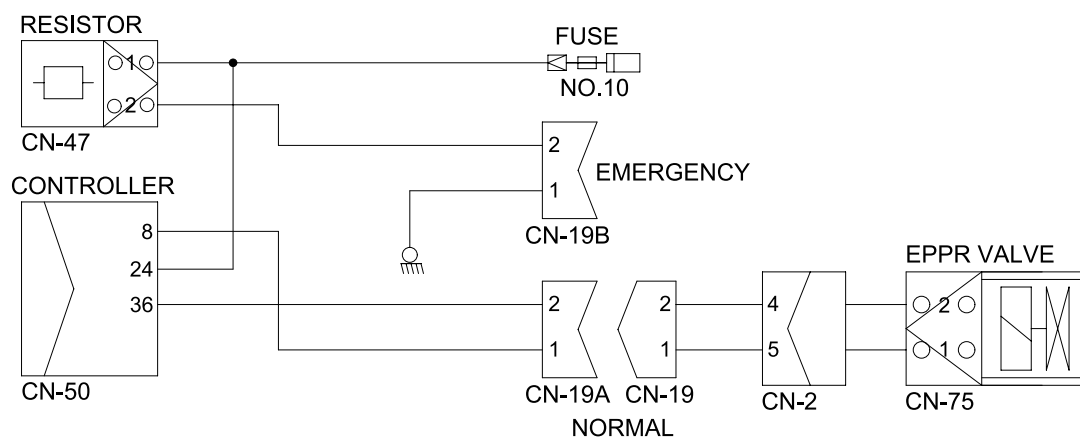 RESISTOR
1
2
CN-47
FUSE
NO.10
2
1
EMERGENCY
CN-19B
CONTROLLER
8
24
36
CN-50
2
1
CN-19A
2
1
CN-19
NORMAL
4
5
CN-2
EPPR VALVE
2
1
CN-75